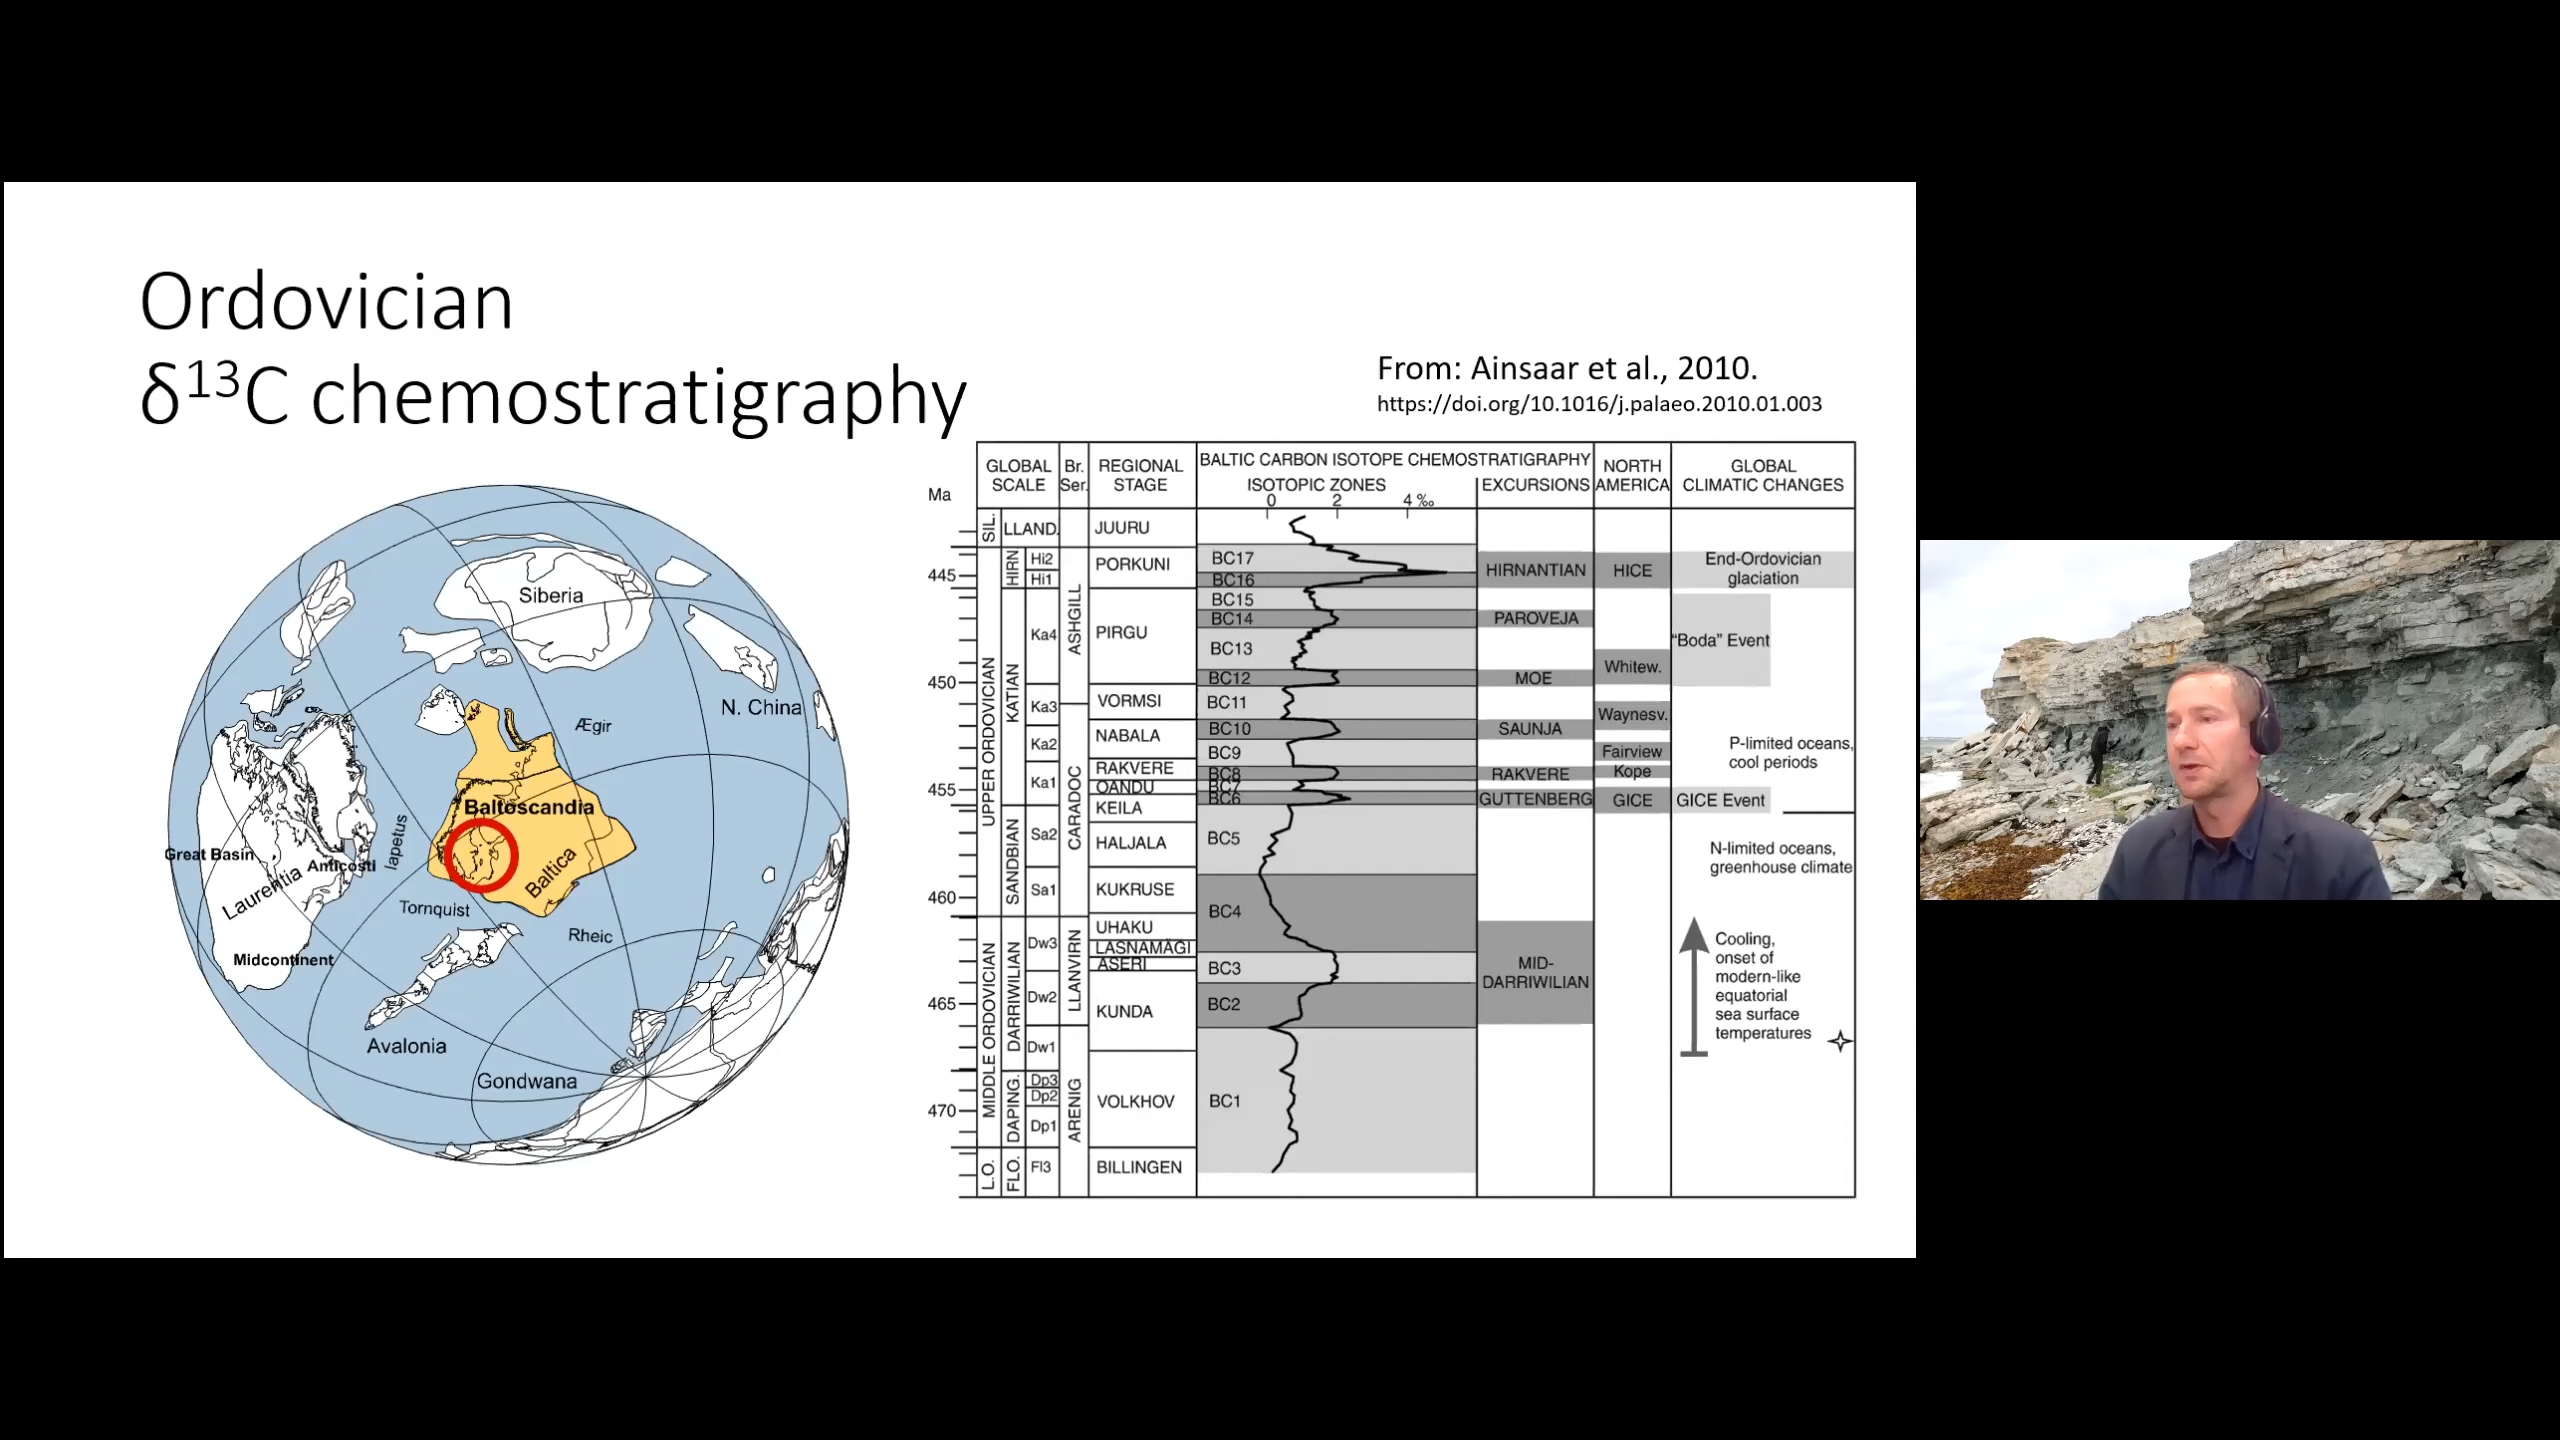 Ordovician
δ¹³C chemostratigraphy
From: Ainsaar et al., 2010.
https://doi.org/10.1016/j.palaeo.2010.01.003
Siberia
N. China
Ægir
Baltoscandia
Iapetus
Great Basin
Anticosti
Laurentia
Baltica
Tornquist
Rheic
Midcontinent
Avalonia
Gondwana
Ma
GLOBAL
SCALE
Br.
Ser.
REGIONAL
STAGE
BALTIC CARBON ISOTOPE CHEMOSTRATIGRAPHY
ISOTOPIC ZONES
0 2 4 ‰
EXCURSIONS
NORTH
AMERICA
GLOBAL
CLIMATIC CHANGES
445
450
455
460
465
470
SIL.
UPPER ORDOVICIAN
MIDDLE ORDOVICIAN
L.O.
LLAND.
HIRN
KATIAN
SANDBIAN
DARRIWILIAN
DAPING.
FLO.
Hi2
Hi1
Ka4
Ka3
Ka2
Ka1
Sa2
Sa1
Dw3
Dw2
Dw1
Dp3
Dp2
Dp1
Fl3
ASHGILL
CARADOC
LLANVIRN
ARENIG
JUURU
PORKUNI
PIRGU
VORMSI
NABALA
RAKVERE
OANDU
KEILA
HALJALA
KUKRUSE
UHAKU
LASNAMÄGI
ASERI
KUNDA
VOLKHOV
BILLINGEN
BC17
BC16
BC15
BC14
BC13
BC12
BC11
BC10
BC9
BC8
BC7
BC6
BC5
BC4
BC3
BC2
BC1
HIRNANTIAN
PAROVEJA
MOE
SAUNJA
RAKVERE
GUTTENBERG
MID-
DARRIWILIAN
HICE
Whitew.
Waynesv.
Fairview
Kope
GICE
End-Ordovician
glaciation
"Boda" Event
P-limited oceans,
cool periods
GICE Event
N-limited oceans,
greenhouse climate
Cooling,
onset of
modern-like
equatorial
sea surface
temperatures